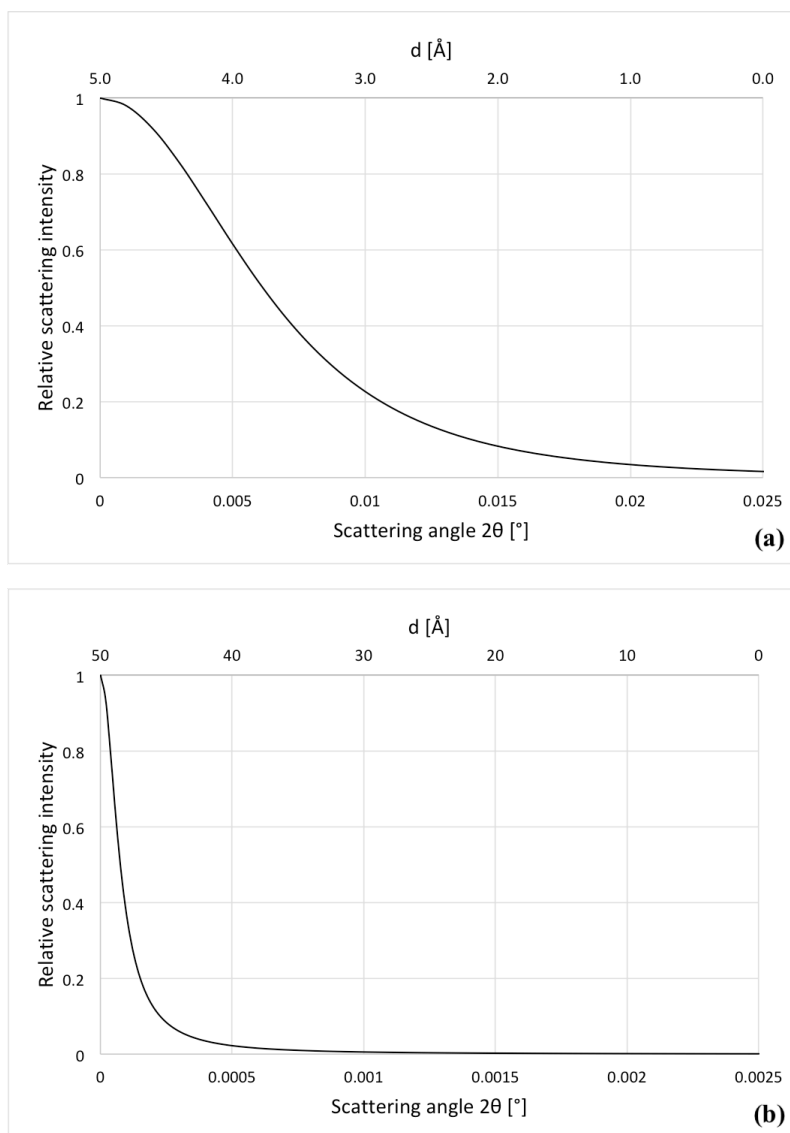 d [Å]
5.0 4.0 3.0 2.0 1.0 0.0
1
0.8
0.6
0.4
0.2
0
Relative scattering intensity
0 0.005 0.01 0.015 0.02 0.025
Scattering angle 2θ [°]
(a)
d [Å]
50 40 30 20 10 0
1
0.8
0.6
0.4
0.2
0
Relative scattering intensity
0 0.0005 0.001 0.0015 0.002 0.0025
Scattering angle 2θ [°]
(b)